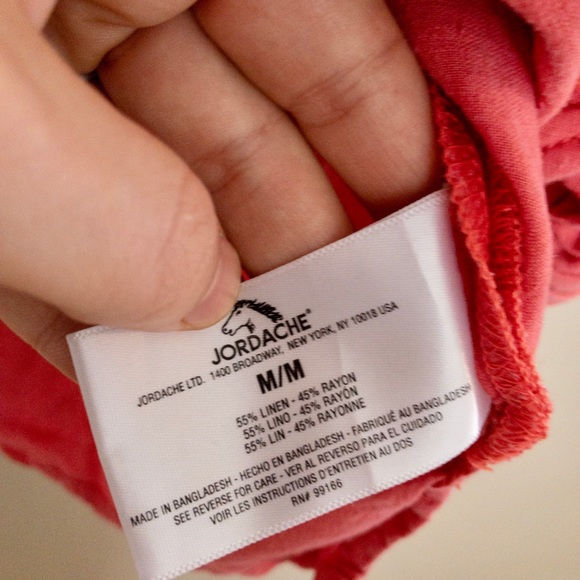 JORDACHE®
JORDACHE LTD. 1400 BROADWAY, NEW YORK, NY 10018 USA
M/M
55% LINEN - 45% RAYON
55% LINO - 45% RAYÓN
55% LIN - 45% RAYONNE
MADE IN BANGLADESH - HECHO EN BANGLADESH - FABRIQUÉ AU BANGLADESH
SEE REVERSE FOR CARE - VER AL REVERSO PARA EL CUIDADO
VOIR LES INSTRUCTIONS D'ENTRETIEN AU DOS
RN# 99166